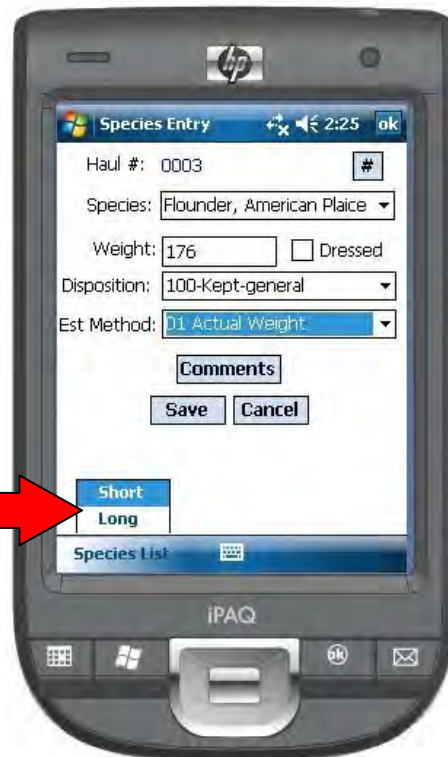 hp
Species Entry 2:25 ok
Haul #: 0003 #
Species: Flounder, American Plaice
Weight: 176 Dressed
Disposition: 100-Kept-general
Est Method: 01 Actual Weight
Comments
Save Cancel
Short
Long
Species List
iPAQ
ok